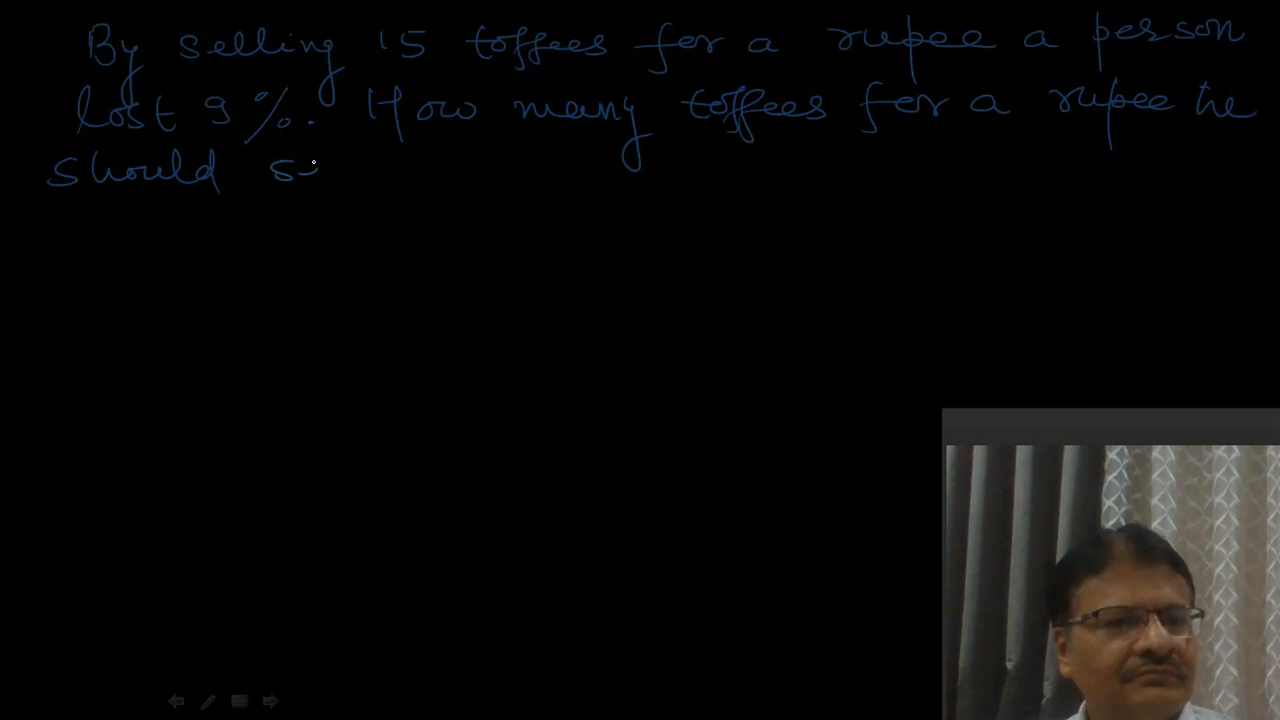 By selling 15 toffees for a rupee a person
lost 9%. How many toffees for a rupee he
should